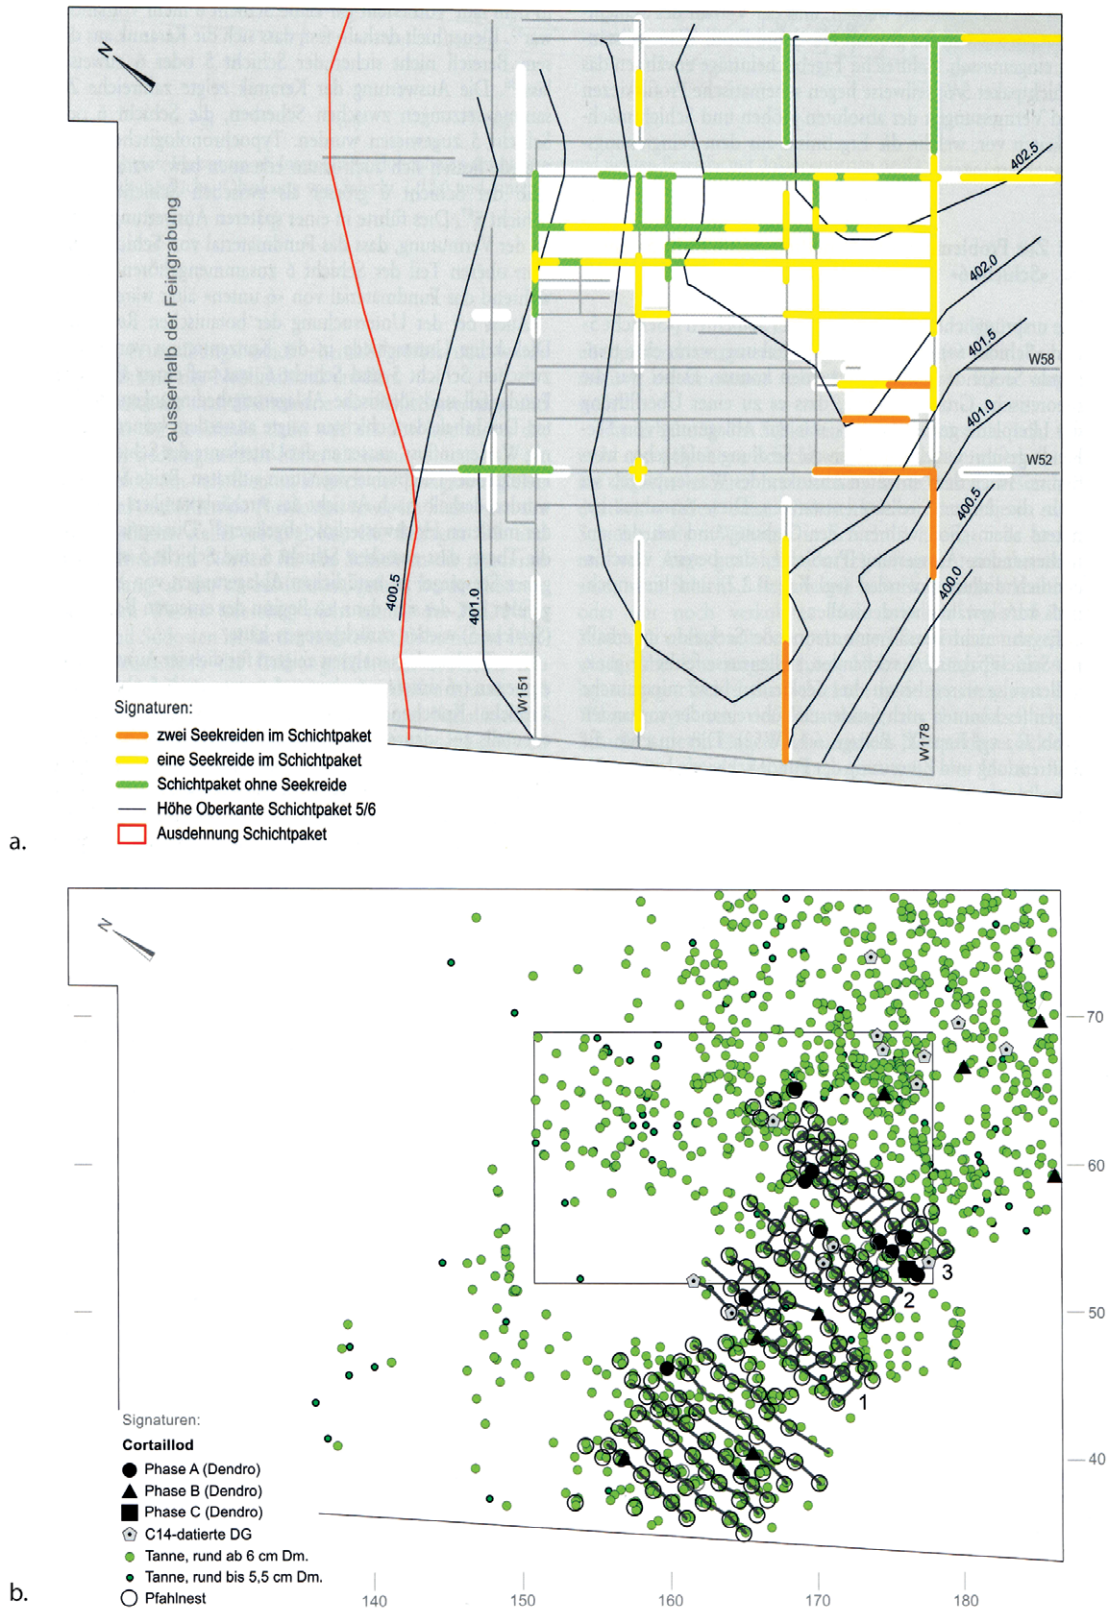 N
ausserhalb der Feingrabung
402.5
402.0
401.5
W58
401.0
W52
400.5
400.0
400.5
401.0
W151
W178
Signaturen:
zwei Seekreiden im Schichtpaket
eine Seekreide im Schichtpaket
Schichtpaket ohne Seekreide
Höhe Oberkante Schichtpaket 5/6
Ausdehnung Schichtpaket
a.
N
70
60
50
40
3
2
1
Signaturen:
Cortaillod
Phase A (Dendro)
Phase B (Dendro)
Phase C (Dendro)
C14-datierte DG
Tanne, rund ab 6 cm Dm.
Tanne, rund bis 5,5 cm Dm.
Pfahlnest
b.
140 150 160 170 180